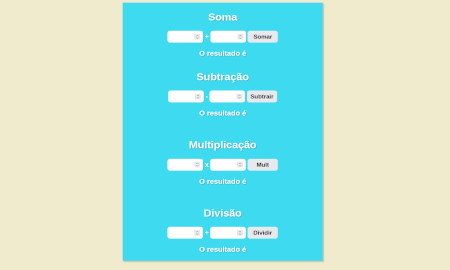 Soma
+ Somar
O resultado é
Subtração
- Subtrair
O resultado é
Multiplicação
x Mult
O resultado é
Divisão
÷ Dividir
O resultado é